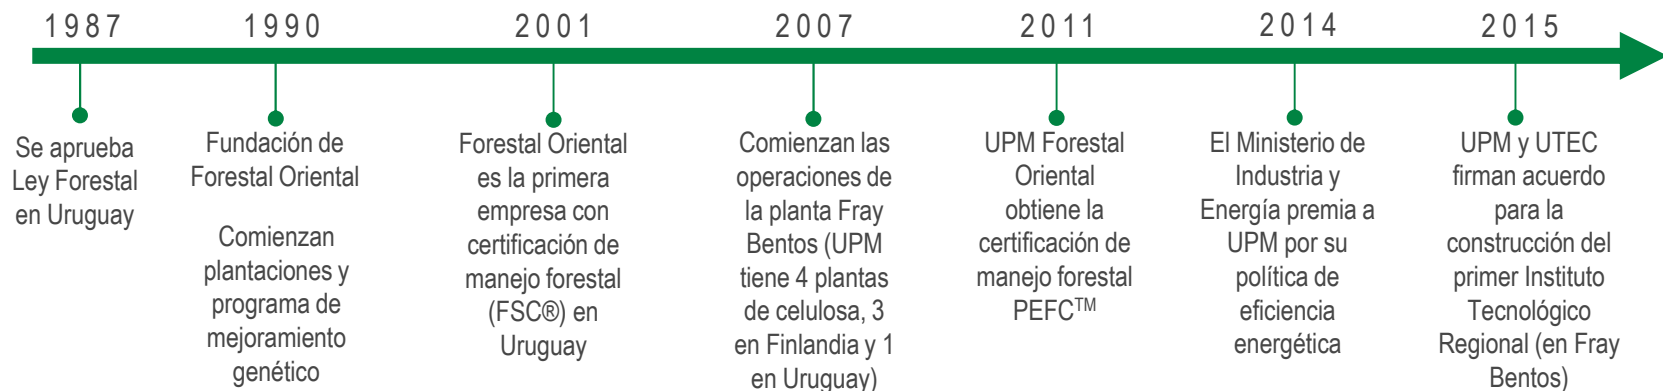 1987
1990
2001
2007
2011
2014
2015
Se aprueba
Ley Forestal
en Uruguay
Fundación de
Forestal Oriental
Comienzan
plantaciones y
programa de
mejoramiento
genético
Forestal Oriental
es la primera
empresa con
certificación de
manejo forestal
(FSC®) en
Uruguay
Comienzan las
operaciones de
la planta Fray
Bentos (UPM
tiene 4 plantas
de celulosa, 3
en Finlandia y 1
en Uruguay)
UPM Forestal
Oriental
obtiene la
certificación de
manejo forestal
PEFC™
El Ministerio de
Industria y
Energía premia a
UPM por su
política de
eficiencia
energética
UPM y UTEC
firman acuerdo
para la
construcción del
primer Instituto
Tecnológico
Regional (en Fray
Bentos)